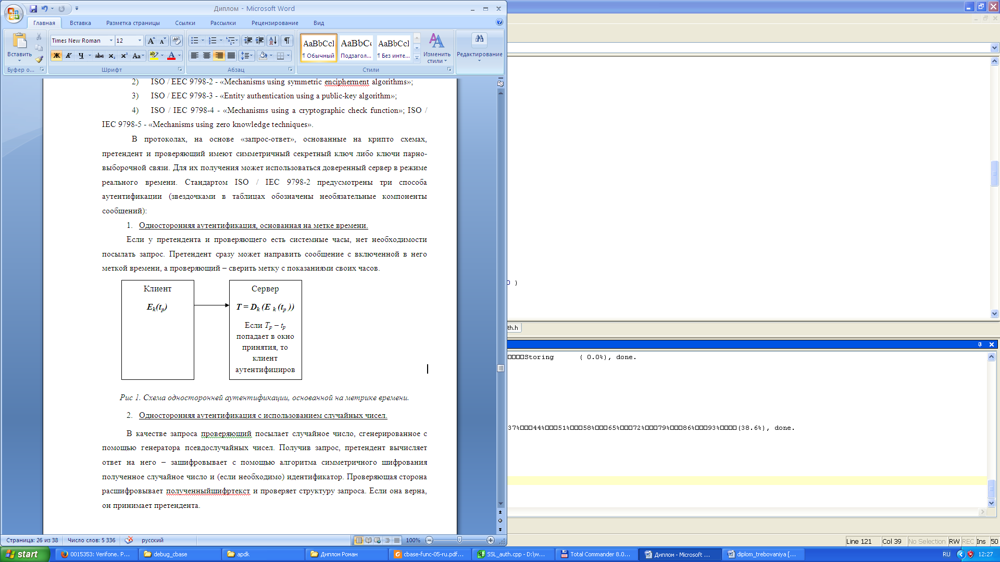 Диплом - Microsoft Word
Главная Вставка Разметка страницы Ссылки Рассылки Рецензирование Вид
Times New Roman 12
Вставить
Ж К Ч abc x₂ x² Aa
AaBbCcI AaBbCc AaBbCcI
¶ Обычный Подзагол... ¶ Без инте...
Изменить стили
Редактирование
Буфер о... Шрифт Абзац Стили
2) ISO / EEC 9798-2 - «Mechanisms using symmetric encipherment algorithms»;
3) ISO / EEC 9798-3 - «Entity authentication using a public-key algorithm»;
4) ISO / IEC 9798-4 - «Mechanisms using a cryptographic check function»; ISO /
IEC 9798-5 - «Mechanisms using zero knowledge techniques».
В протоколах, на основе «запрос-ответ», основанные на крипто схемах,
претендент и проверяющий имеют симметричный секретный ключ либо ключи парно-
выборочной связи. Для их получения может использоваться доверенный сервер в режиме
реального времени. Стандартом ISO / IEC 9798-2 предусмотрены три способа
аутентификации (звездочками в таблицах обозначены необязательные компоненты
сообщений):
1. Односторонняя аутентификация, основанная на метке времени.
Если у претендента и проверяющего есть системные часы, нет необходимости
посылать запрос. Претендент сразу может направить сообщение с включенной в него
меткой времени, а проверяющий – сверить метку с показаниями своих часов.
Клиент
Eₖ(tₚ)
Сервер
T = Dₖ (E ₖ (tₚ ))
Если Tₚ – tₚ
попадает в окно
принятия, то
клиент
аутентифициров
Рис 1. Схема односторонней аутентификации, основанной на метрике времени.
2. Односторонняя аутентификация с использованием случайных чисел.
В качестве запроса проверяющий посылает случайное число, сгенерированное с
помощью генератора псевдослучайных чисел. Получив запрос, претендент вычисляет
ответ на него – зашифровывает с помощью алгоритма симметричного шифрования
полученное случайное число и (если необходимо) идентификатор. Проверяющая сторона
расшифровывает полученныйшифртекст и проверяет структуру запроса. Если она верна,
он принимает претендента.
Страница: 26 из 38 Число слов: 5 336 русский 100%
)
th.h
□□□□Storing ( 0.0%), done.
37%□□□44%□□□51%□□□58%□□□65%□□□72%□□□79%□□□86%□□□93%□□□□(38.6%), done.
Line 121 Col 39 No Selection RW REC Ins 50
start 0015353: Verifone. P... debug_cbase apdk Диплом Роман cbase-func-05-ru.pdf... SSL_auth.cpp - D:\w... Total Commander 8.0... Диплом - Microsoft ... diplom_trebovaniya [... RU 12:27